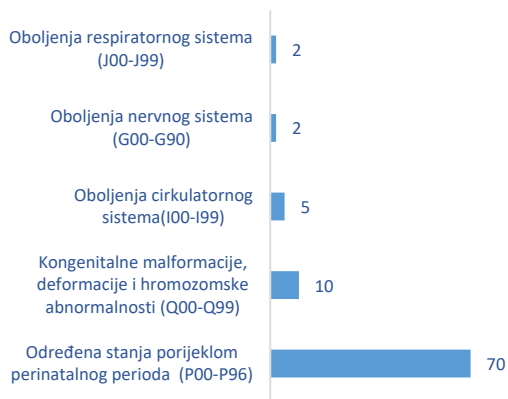 Oboljenja respiratornog sistema
(J00-J99)
2
Oboljenja nervnog sistema
(G00-G90)
2
Oboljenja cirkulatornog
sistema(I00-I99)
5
Kongenitalne malformacije,
deformacije i hromozomske
abnormalnosti (Q00-Q99)
10
Određena stanja porijeklom
perinatalnog perioda  (P00-P96)
70